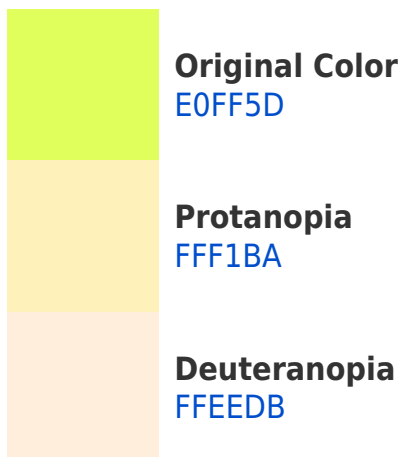 Original Color
E0FF5D
Protanopia
FFF1BA
Deuteranopia
FFEEDB